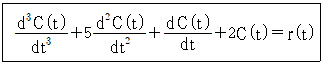 d³C(t)/dt³ + 5 d²C(t)/dt² + dC(t)/dt + 2C(t) = r(t)